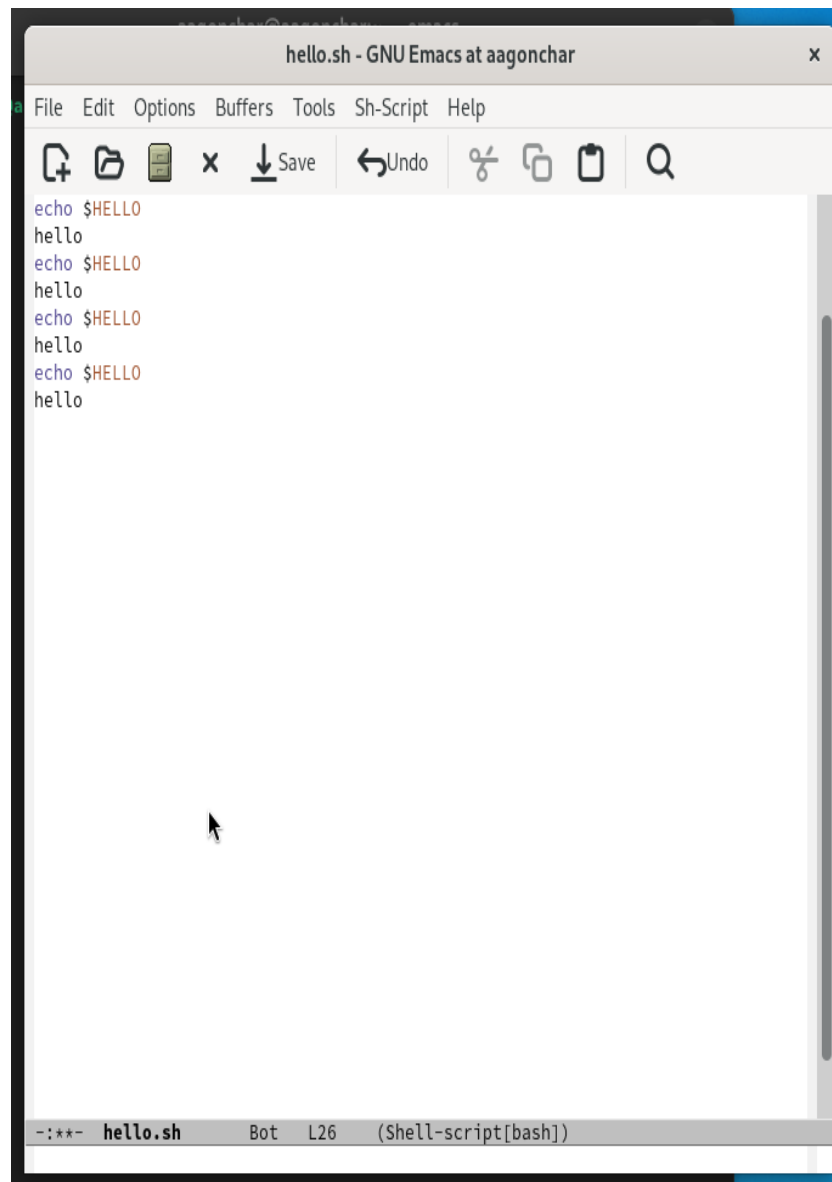 hello.sh - GNU Emacs at aagonchar
x
File Edit Options Buffers Tools Sh-Script Help
Save Undo
echo $HELLO
hello
echo $HELLO
hello
echo $HELLO
hello
echo $HELLO
hello
-:**- hello.sh Bot L26 (Shell-script[bash])